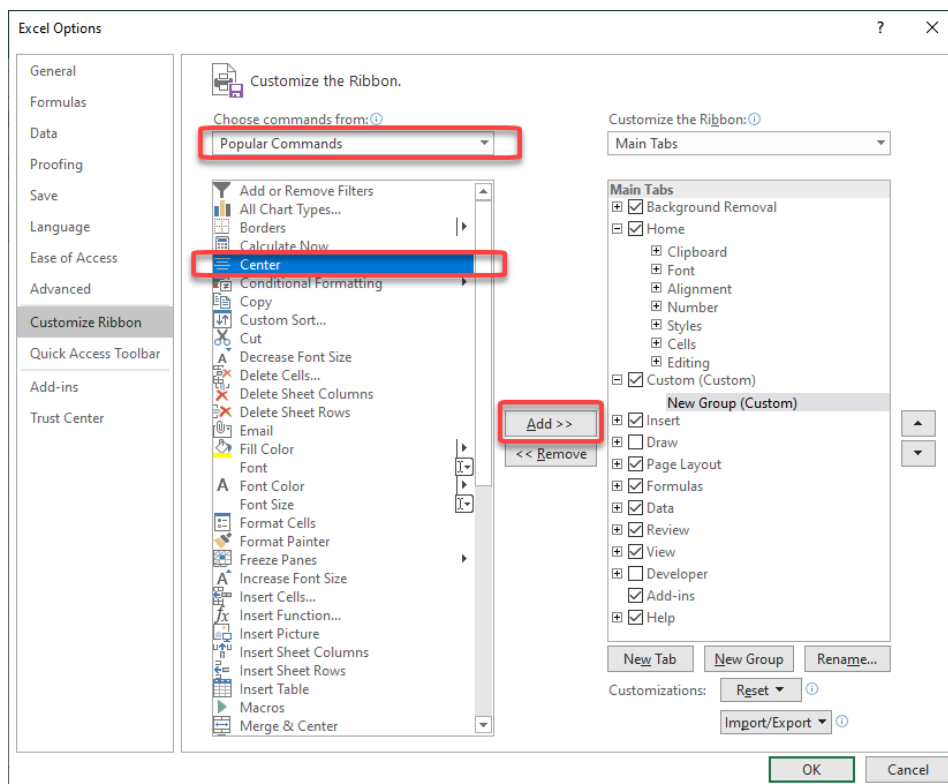 Excel Options
?
General
Formulas
Data
Proofing
Save
Language
Ease of Access
Advanced
Customize Ribbon
Quick Access Toolbar
Add-ins
Trust Center
Customize the Ribbon.
Choose commands from:
Popular Commands
Add or Remove Filters
All Chart Types...
Borders
Calculate Now
Center
Conditional Formatting
Copy
Custom Sort...
Cut
Decrease Font Size
Delete Cells...
Delete Sheet Columns
Delete Sheet Rows
Email
Fill Color
Font
Font Color
Font Size
Format Cells
Format Painter
Freeze Panes
Increase Font Size
Insert Cells...
Insert Function...
Insert Picture
Insert Sheet Columns
Insert Sheet Rows
Insert Table
Macros
Merge & Center
Add >>
<< Remove
Customize the Ribbon:
Main Tabs
Main Tabs
Background Removal
Home
Clipboard
Font
Alignment
Number
Styles
Cells
Editing
Custom (Custom)
New Group (Custom)
Insert
Draw
Page Layout
Formulas
Data
Review
View
Developer
Add-ins
Help
New Tab
New Group
Rename...
Customizations:
Reset
Import/Export
OK
Cancel